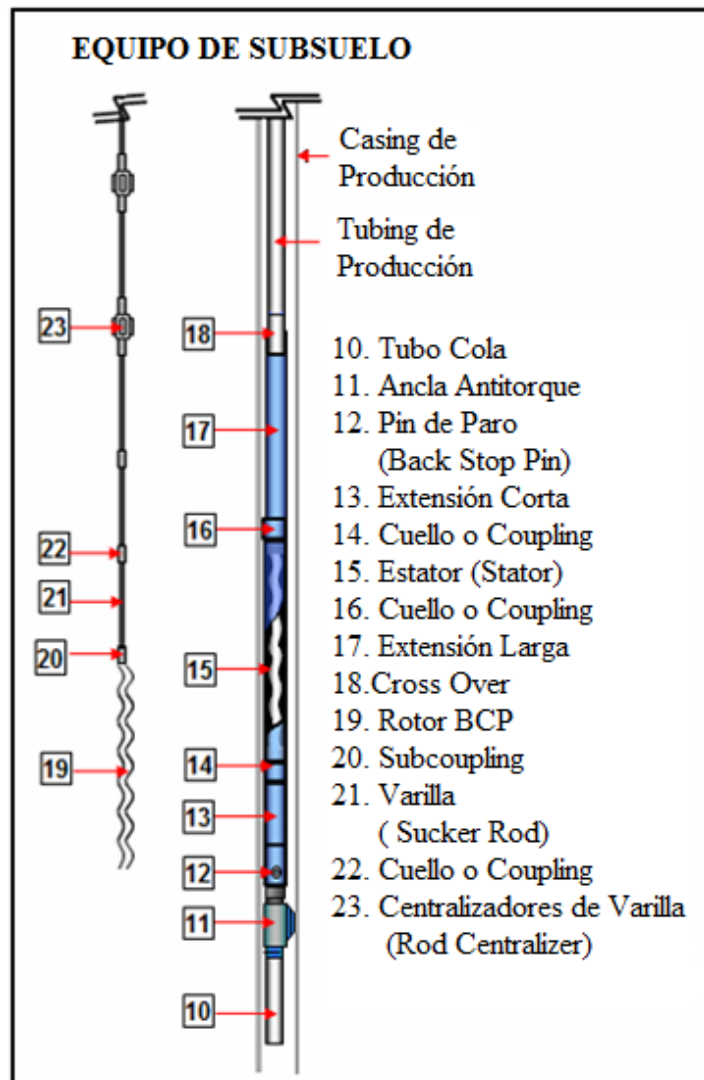 EQUIPO DE SUBSUELO
Casing de
Producción
Tubing de
Producción
23
22
21
20
19
18
17
16
15
14
13
12
11
10
10. Tubo Cola
11. Ancla Antitorque
12. Pin de Paro
(Back Stop Pin)
13. Extensión Corta
14. Cuello o Coupling
15. Estator (Stator)
16. Cuello o Coupling
17. Extensión Larga
18.Cross Over
19. Rotor BCP
20. Subcoupling
21. Varilla
( Sucker Rod)
22. Cuello o Coupling
23. Centralizadores de Varilla
(Rod Centralizer)